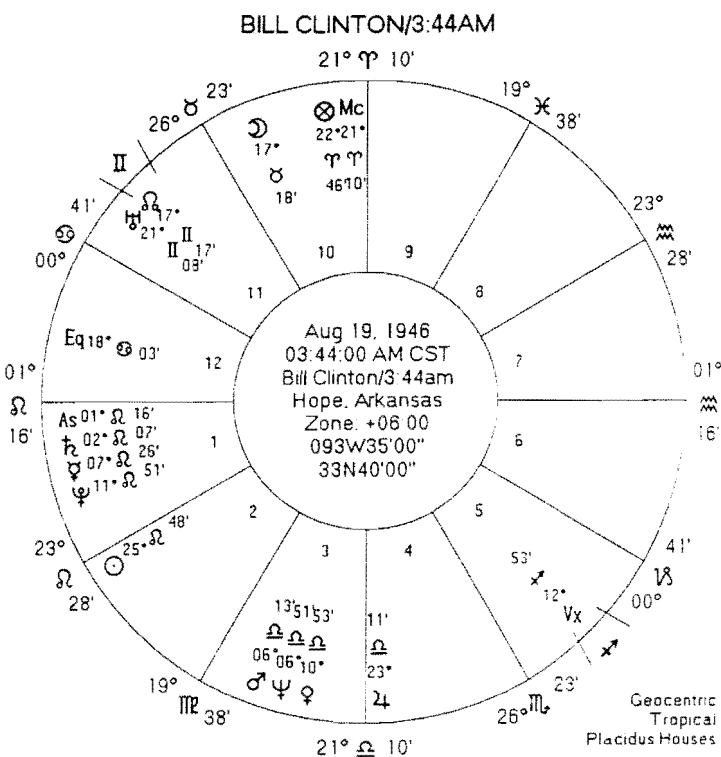 BILL CLINTON/3:44AM
21° ♈ 10'
26° ♉ 23'
19° ♓ 38'
☽
17°
♉
18'
⊗ Mc
22° 21°
♈ ♈
46' 10'
♊
41'
♋
00°
♅ ☊
21° 17°
♊ ♊
08' 17'
23°
♒
28'
10
9
11
8
Eq 18° ♋ 03'
12
7
Aug 19, 1946
03:44:00 AM CST
Bill Clinton/3:44am
Hope, Arkansas
Zone: +06:00
093W35'00"
33N40'00"
01°
♌
16'
01°
♒
16'
As 01° ♌ 16'
♄ 02° ♌ 07'
☿ 07° ♌ 26'
♇ 11° ♌ 51'
1
6
2
5
3
4
23°
♌
28'
☉ 25° ♌ 48'
53'
♐
12°
Vx
41'
♑
00°
♐
13' 51' 53'
♎ ♎ ♎
06° 06° 10°
♂ ♆ ♀
11'
♎
23°
♃
19° ♍ 38'
26° ♏ 23'
21° ♎ 10'
Geocentric
Tropical
Placidus Houses